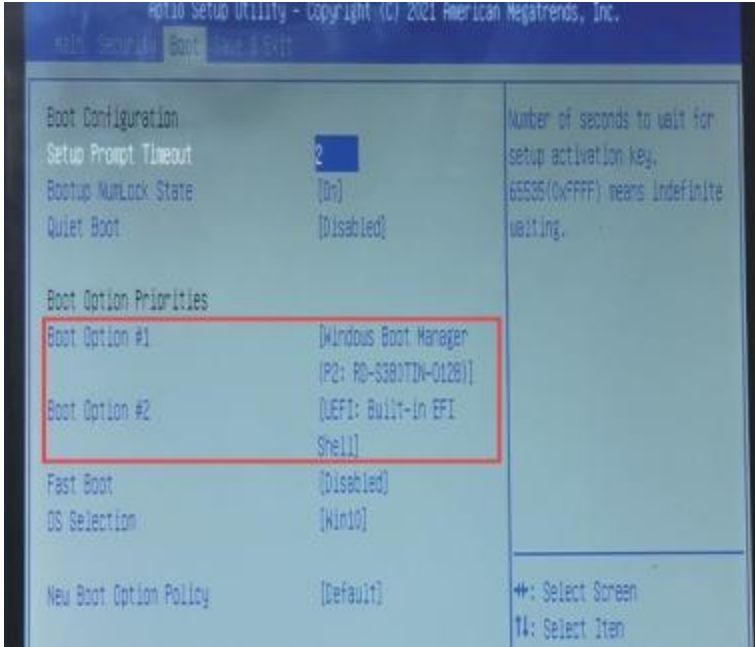 Aptio Setup Utility - Copyright (C) 2021 American Megatrends, Inc.
Main Security Boot Save & Exit
Boot Configuration
Setup Prompt Timeout 2
Bootup NumLock State [On]
Quiet Boot [Disabled]
Boot Option Priorities
Boot Option #1 [Windows Boot Manager
(P2: )]
Boot Option #2 [UEFI: Built-in EFI
Shell]
Fast Boot [Disabled]
OS Selection [Win10]
New Boot Option Policy [Default]
Number of seconds to wait for
setup activation key.
65535(0xFFFF) means indefinite
waiting.
: Select Screen
↑↓: Select Item